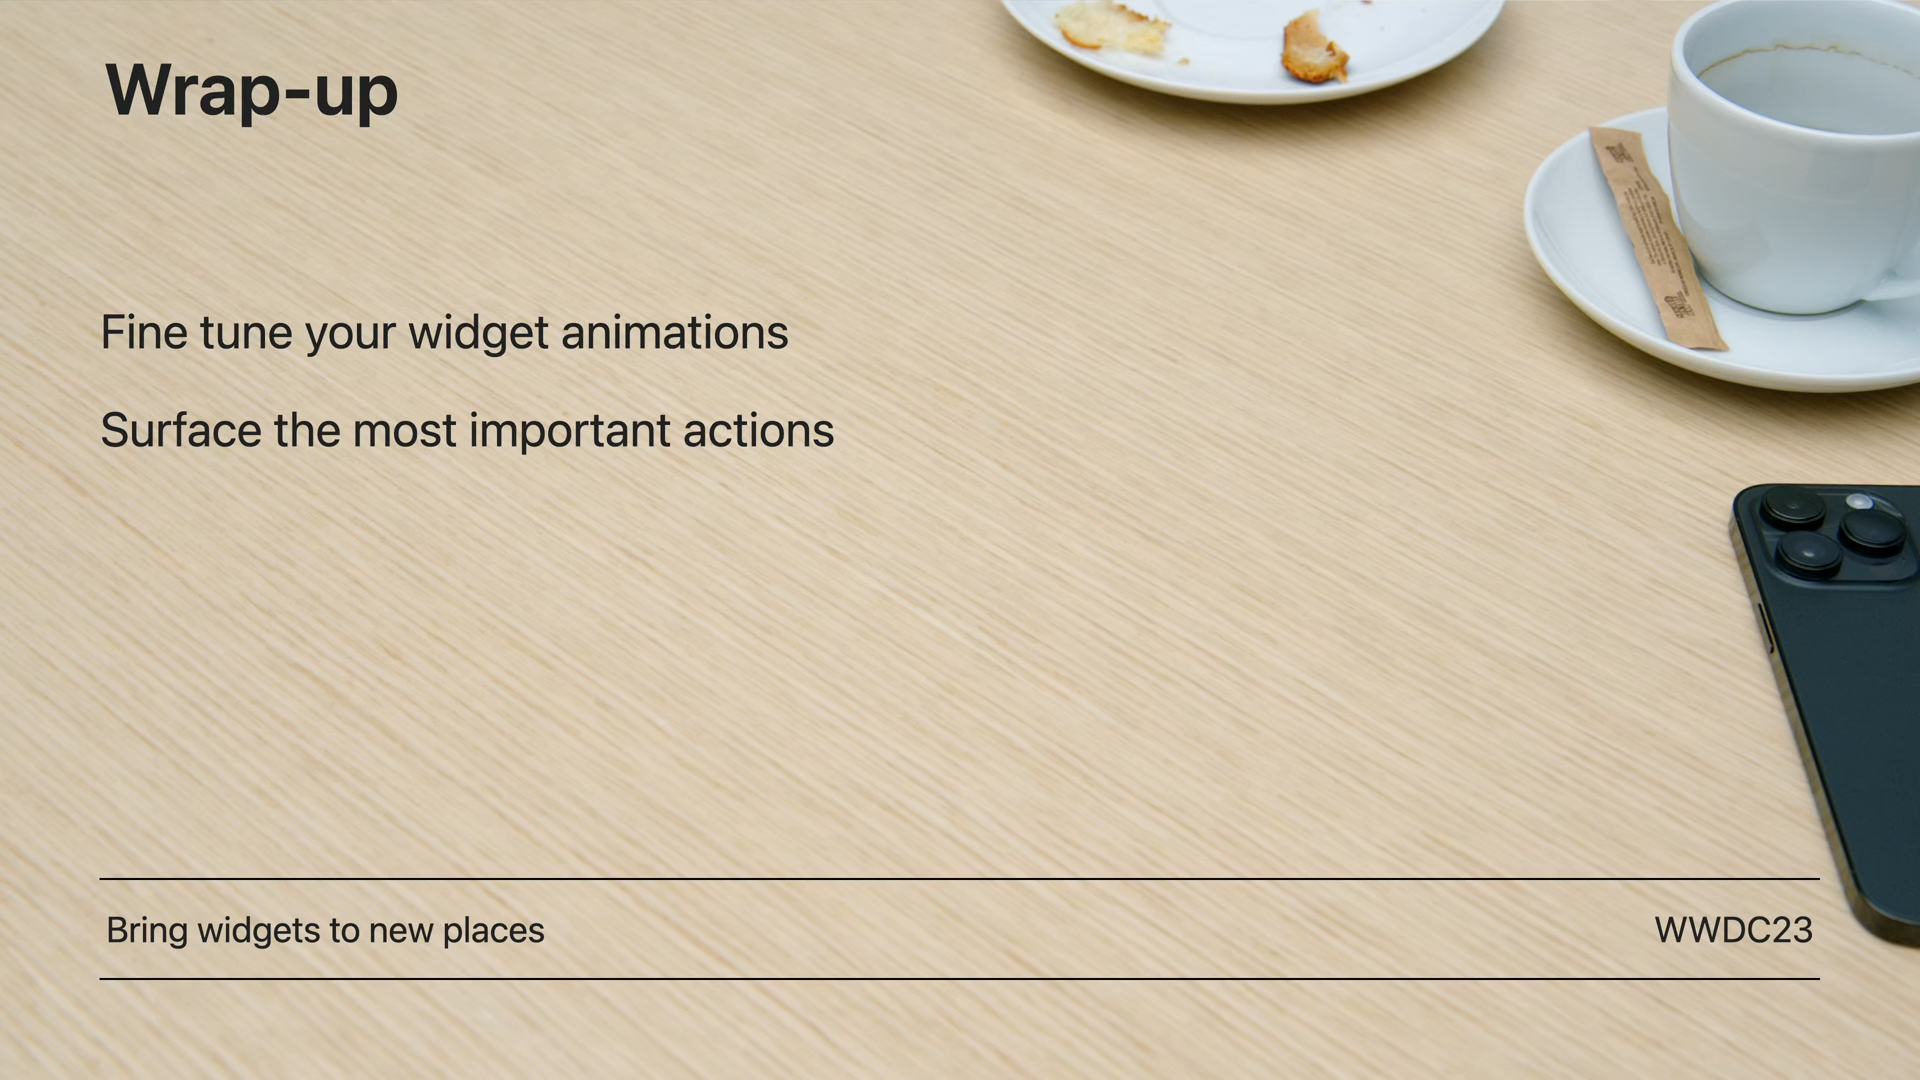 Wrap-up
Fine tune your widget animations
Surface the most important actions
Bring widgets to new places
WWDC23